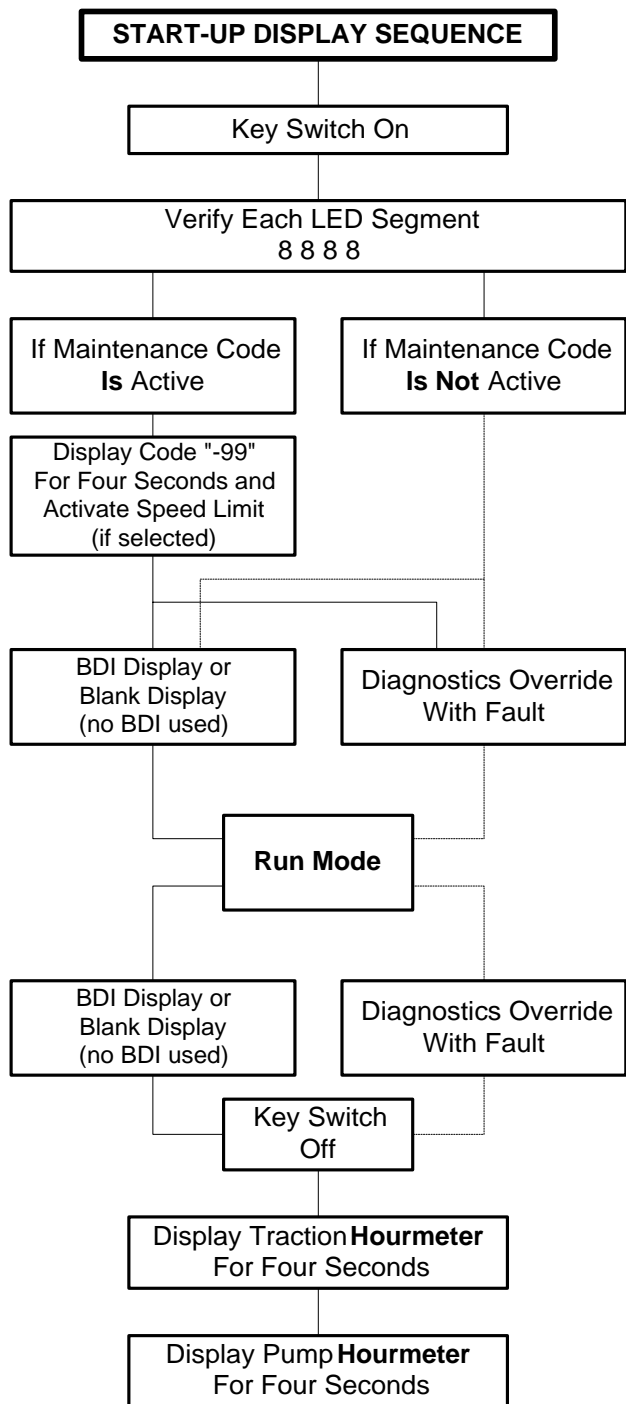 START-UP DISPLAY SEQUENCE
Key Switch On
Verify Each LED Segment
8 8 8 8
If Maintenance Code
Is Active
If Maintenance Code
Is Not Active
Display Code "-99"
For Four Seconds and
Activate Speed Limit
(if selected)
BDI Display or
Blank Display
(no BDI used)
Diagnostics Override
With Fault
Run Mode
BDI Display or
Blank Display
(no BDI used)
Diagnostics Override
With Fault
Key Switch
Off
Display Traction Hourmeter
For Four Seconds
Display Pump Hourmeter
For Four Seconds